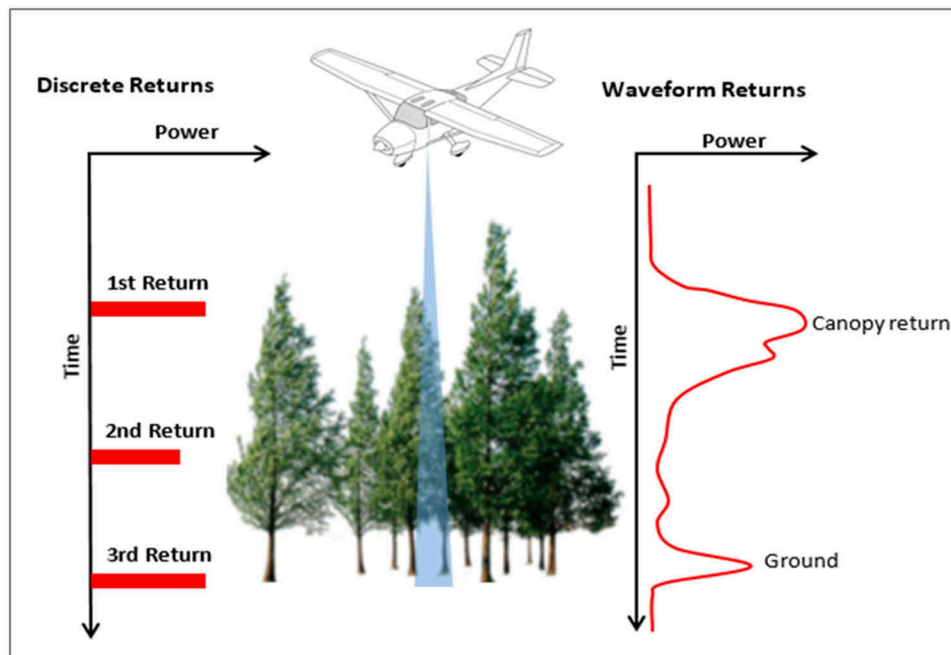 Discrete Returns
Power
Time
1st Return
2nd Return
3rd Return
Waveform Returns
Power
Time
Canopy return
Ground